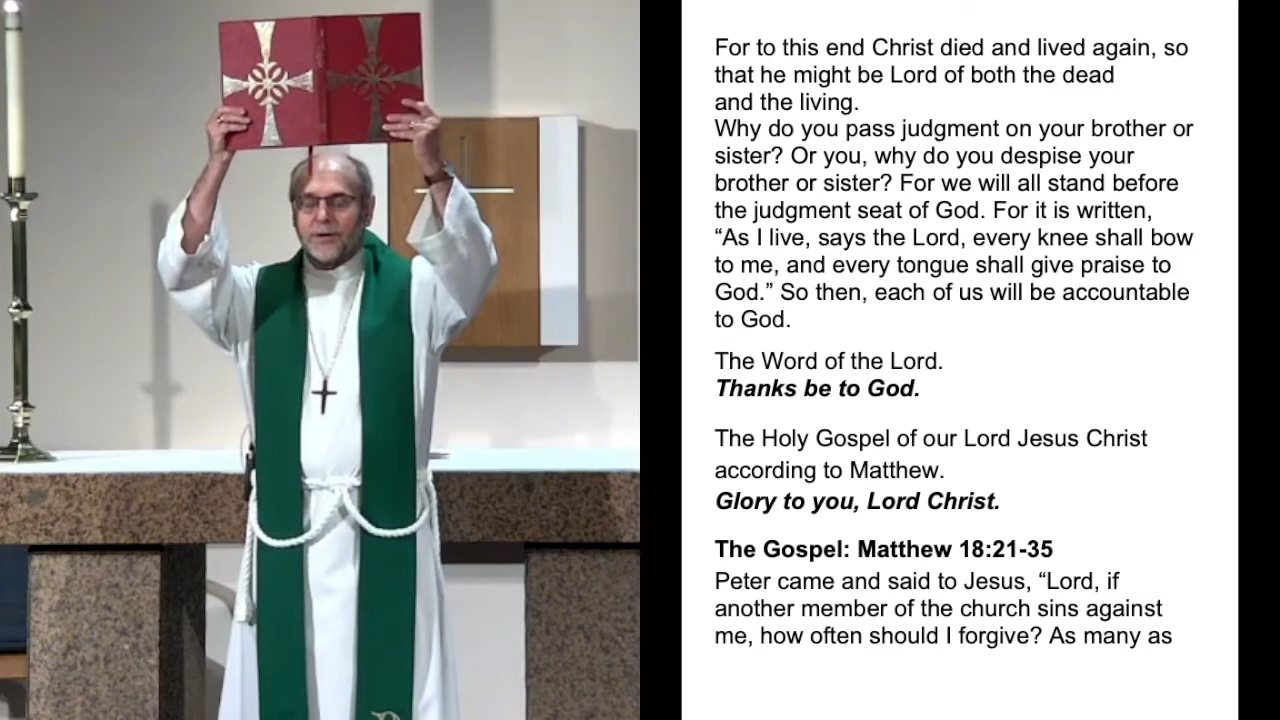 For to this end Christ died and lived again, so
that he might be Lord of both the dead
and the living.
Why do you pass judgment on your brother or
sister? Or you, why do you despise your
brother or sister? For we will all stand before
the judgment seat of God. For it is written,
“As I live, says the Lord, every knee shall bow
to me, and every tongue shall give praise to
God.” So then, each of us will be accountable
to God.
The Word of the Lord.
Thanks be to God.
The Holy Gospel of our Lord Jesus Christ
according to Matthew.
Glory to you, Lord Christ.
The Gospel: Matthew 18:21-35
Peter came and said to Jesus, “Lord, if
another member of the church sins against
me, how often should I forgive? As many as